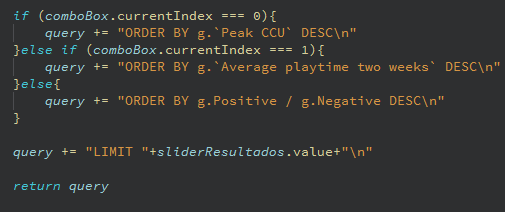 if (comboBox.currentIndex === 0){
    query += "ORDER BY g.`Peak CCU` DESC\n"
}else if (comboBox.currentIndex === 1){
    query += "ORDER BY g.`Average playtime two weeks` DESC\n"
}else{
    query += "ORDER BY g.Positive / g.Negative DESC\n"
}

query += "LIMIT "+sliderResultados.value+"\n"

return query